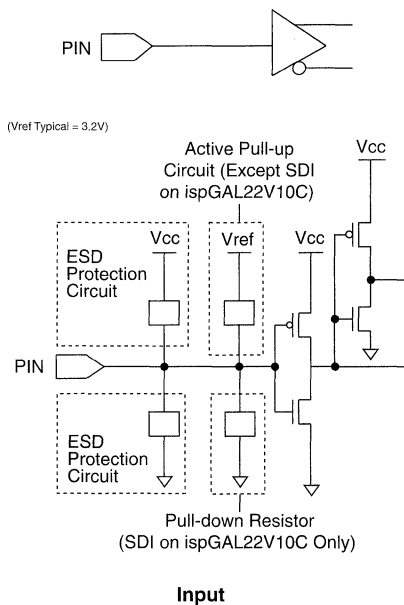 PIN
(Vref Typical = 3.2V)
Active Pull-up
Circuit (Except SDI
on ispGAL22V10C)
Vcc
ESD
Protection
Circuit
Vcc
Vref
Vcc
PIN
ESD
Protection
Circuit
Pull-down Resistor
(SDI on ispGAL22V10C Only)
Input